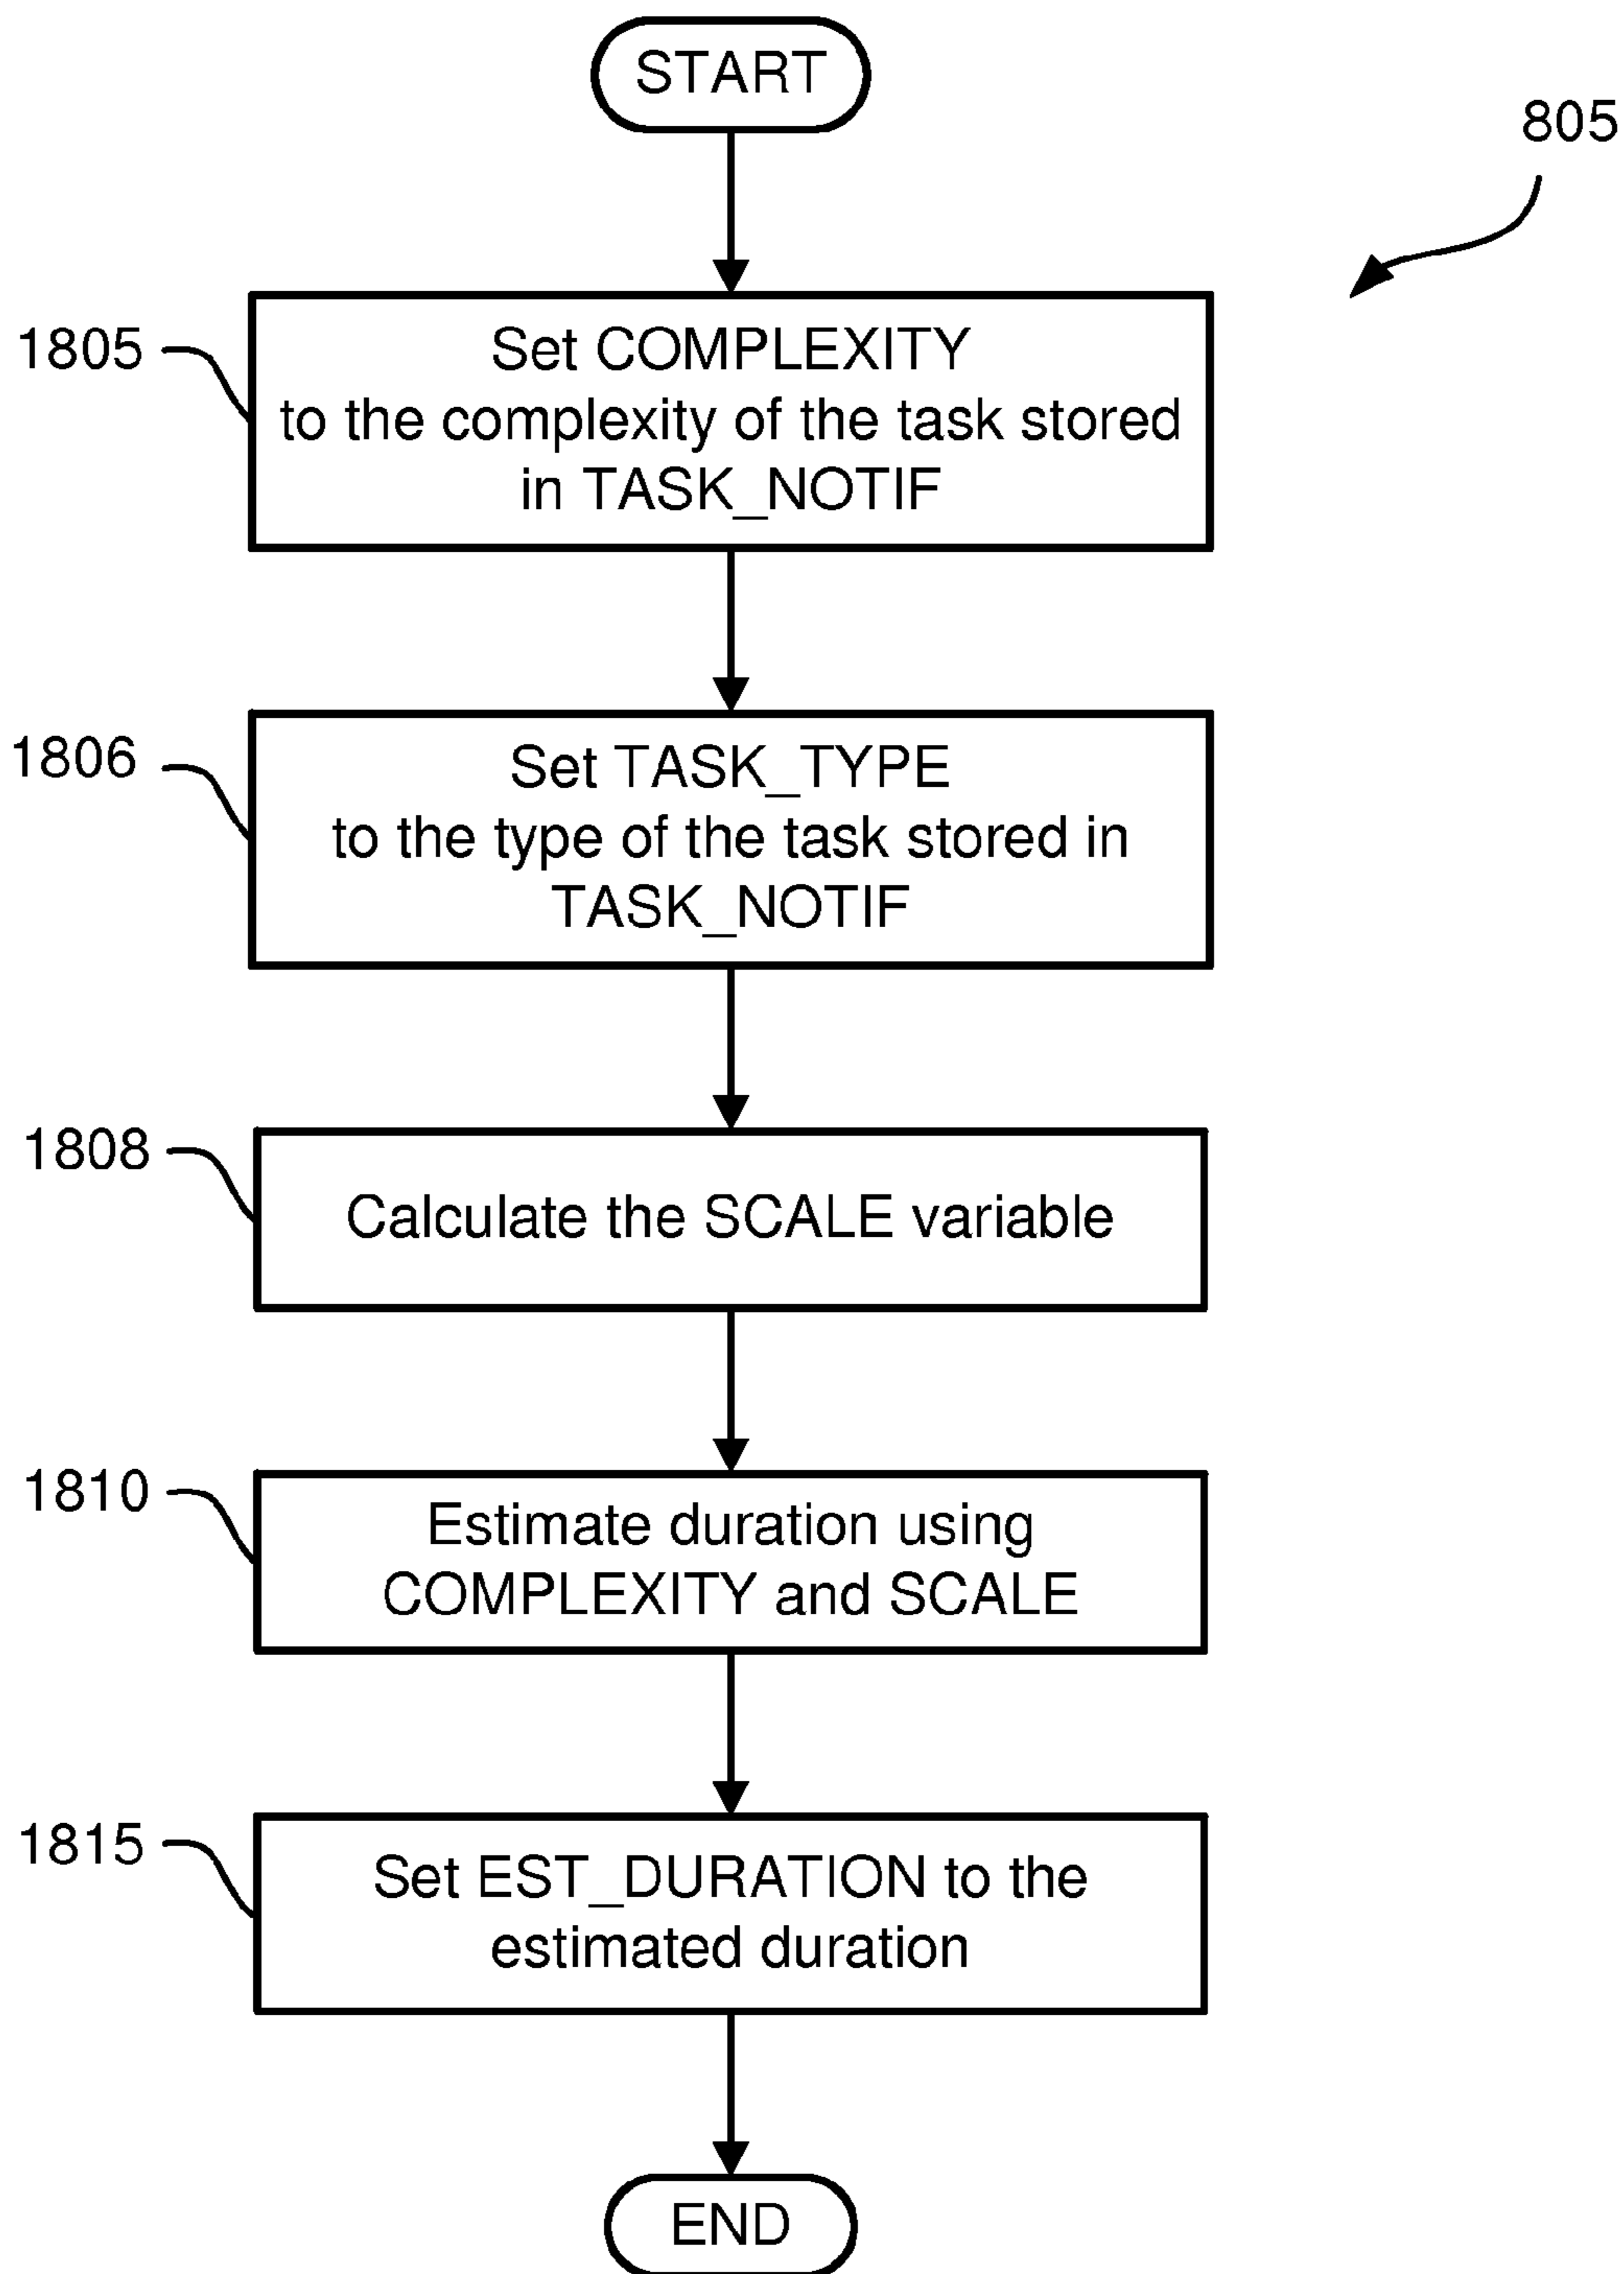 START
805
1805
Set COMPLEXITY
to the complexity of the task stored
in TASK_NOTIF
1806
Set TASK_TYPE
to the type of the task stored in
TASK_NOTIF
1808
Calculate the SCALE variable
1810
Estimate duration using
COMPLEXITY and SCALE
1815
Set EST_DURATION to the
estimated duration
END